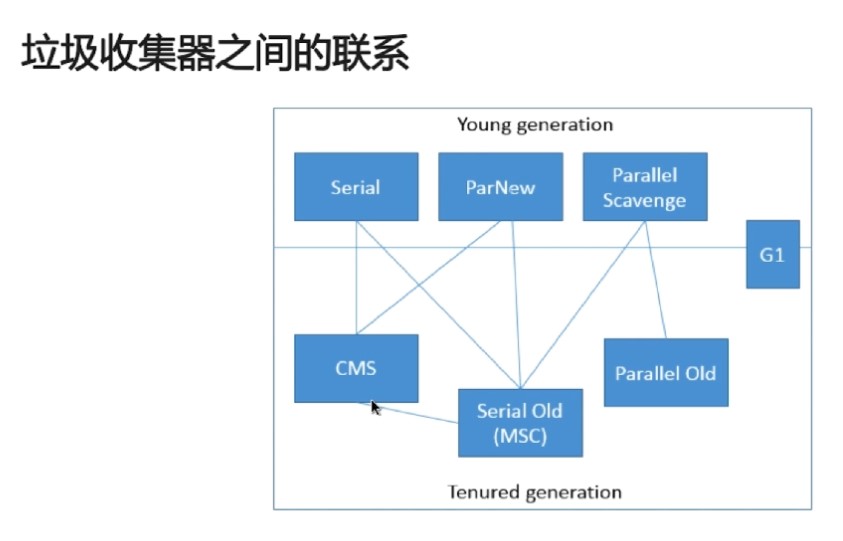 垃圾收集器之间的联系
Young generation
Serial
ParNew
Parallel
Scavenge
G1
CMS
Parallel Old
Serial Old
(MSC)
Tenured generation